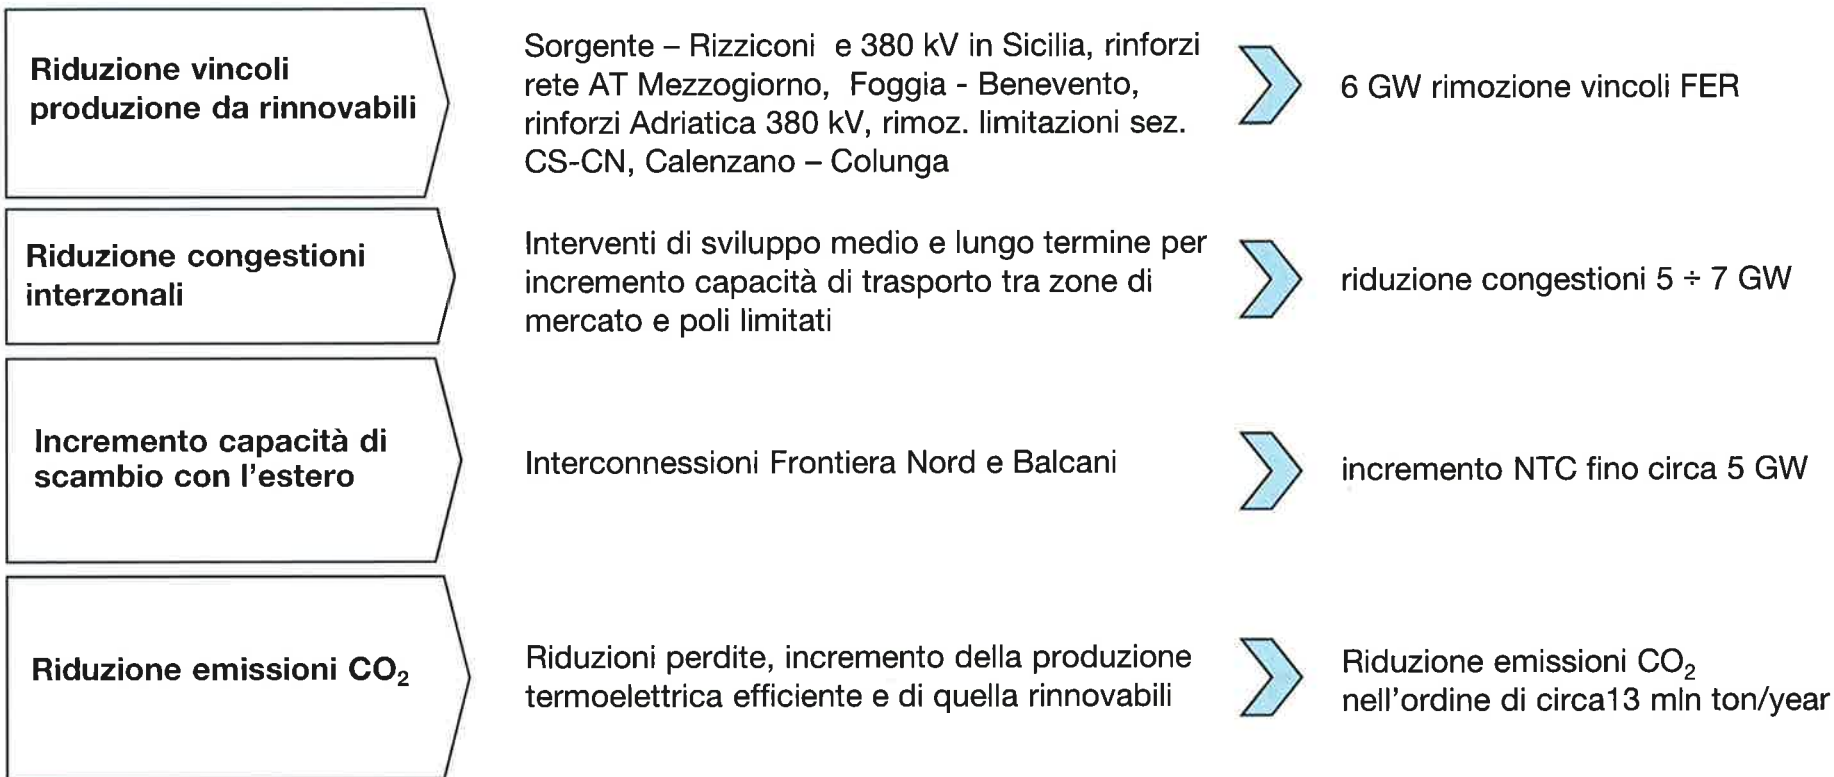 Riduzione vincoli
produzione da rinnovabili
Sorgente – Rizziconi e 380 kV in Sicilia, rinforzi
rete AT Mezzogiorno, Foggia - Benevento,
rinforzi Adriatica 380 kV, rimoz. limitazioni sez.
CS-CN, Calenzano – Colunga
6 GW rimozione vincoli FER
Riduzione congestioni
interzonali
Interventi di sviluppo medio e lungo termine per
incremento capacità di trasporto tra zone di
mercato e poli limitati
riduzione congestioni 5 ÷ 7 GW
Incremento capacità di
scambio con l'estero
Interconnessioni Frontiera Nord e Balcani
incremento NTC fino circa 5 GW
Riduzione emissioni CO₂
Riduzioni perdite, incremento della produzione
termoelettrica efficiente e di quella rinnovabili
Riduzione emissioni CO₂
nell'ordine di circa13 mln ton/year